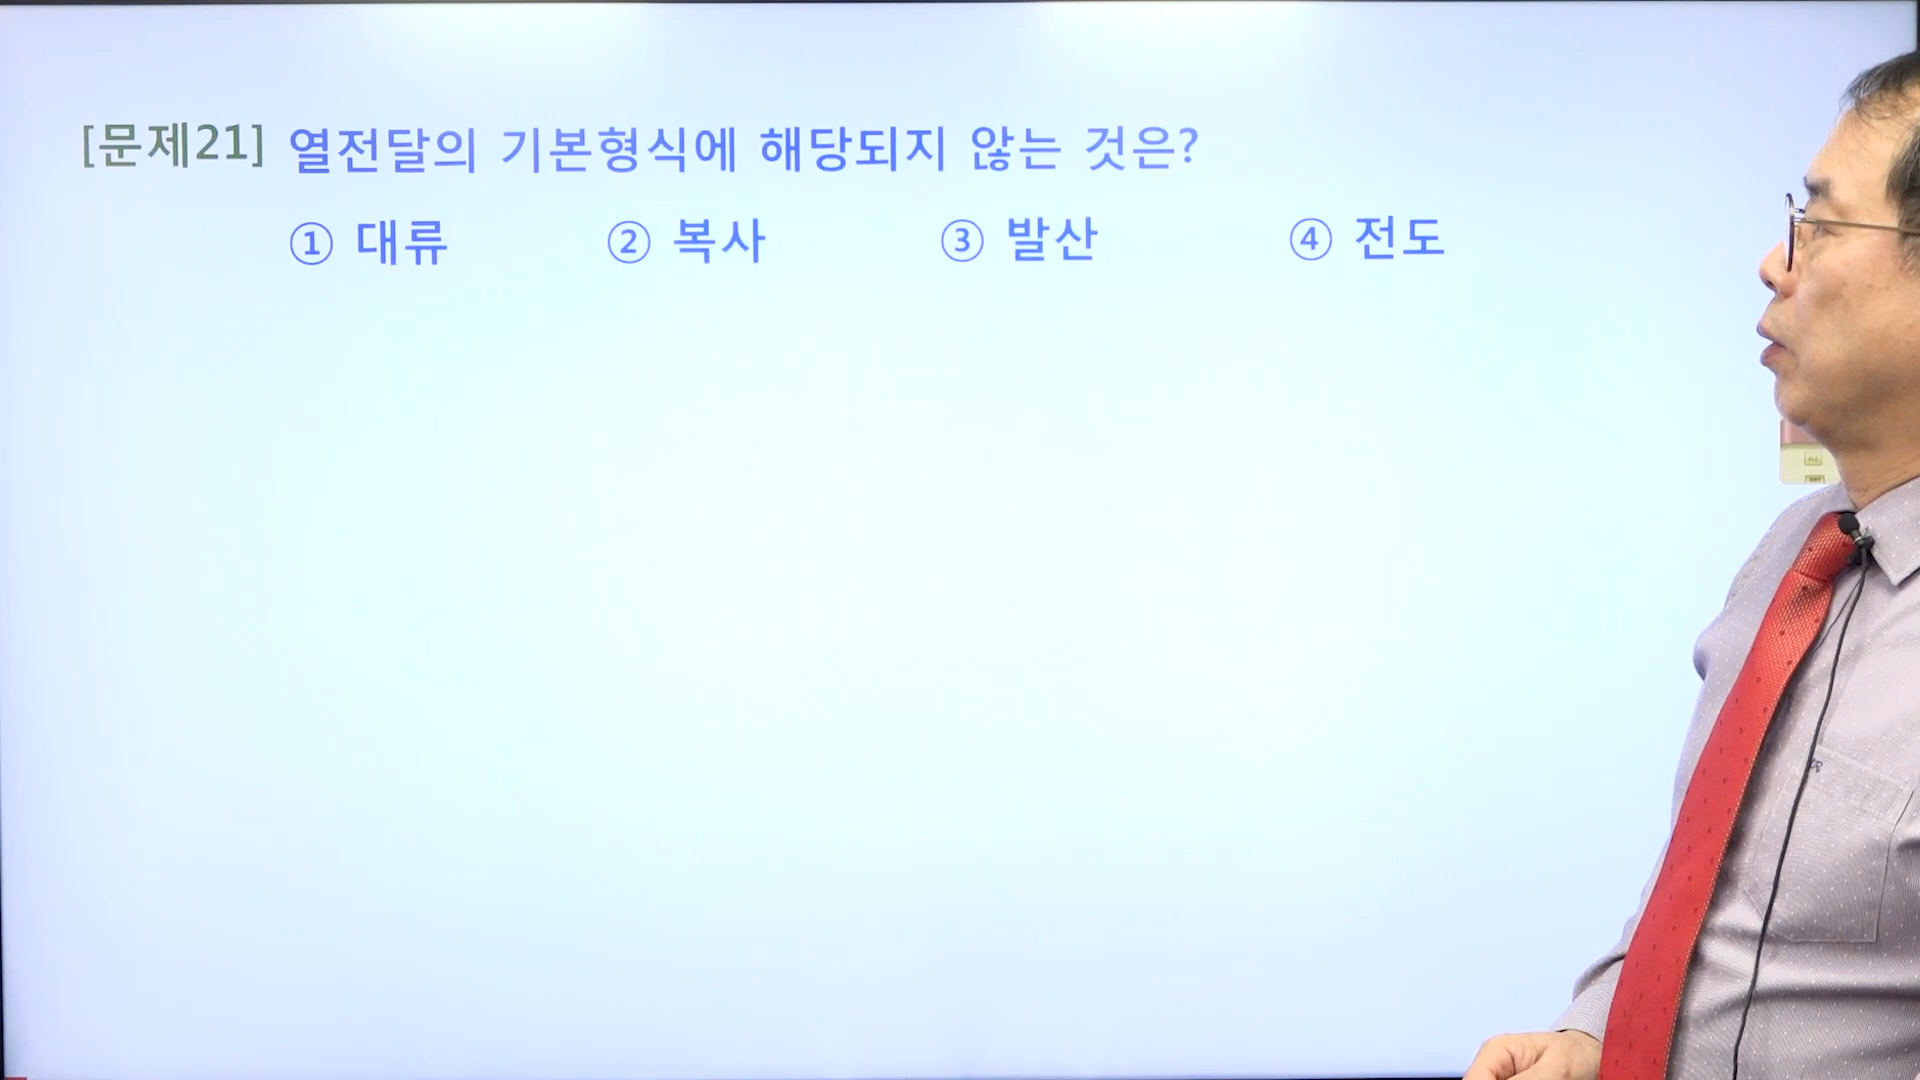 [문제21] 열전달의 기본형식에 해당되지 않는 것은?
① 대류 ② 복사 ③ 발산 ④ 전도